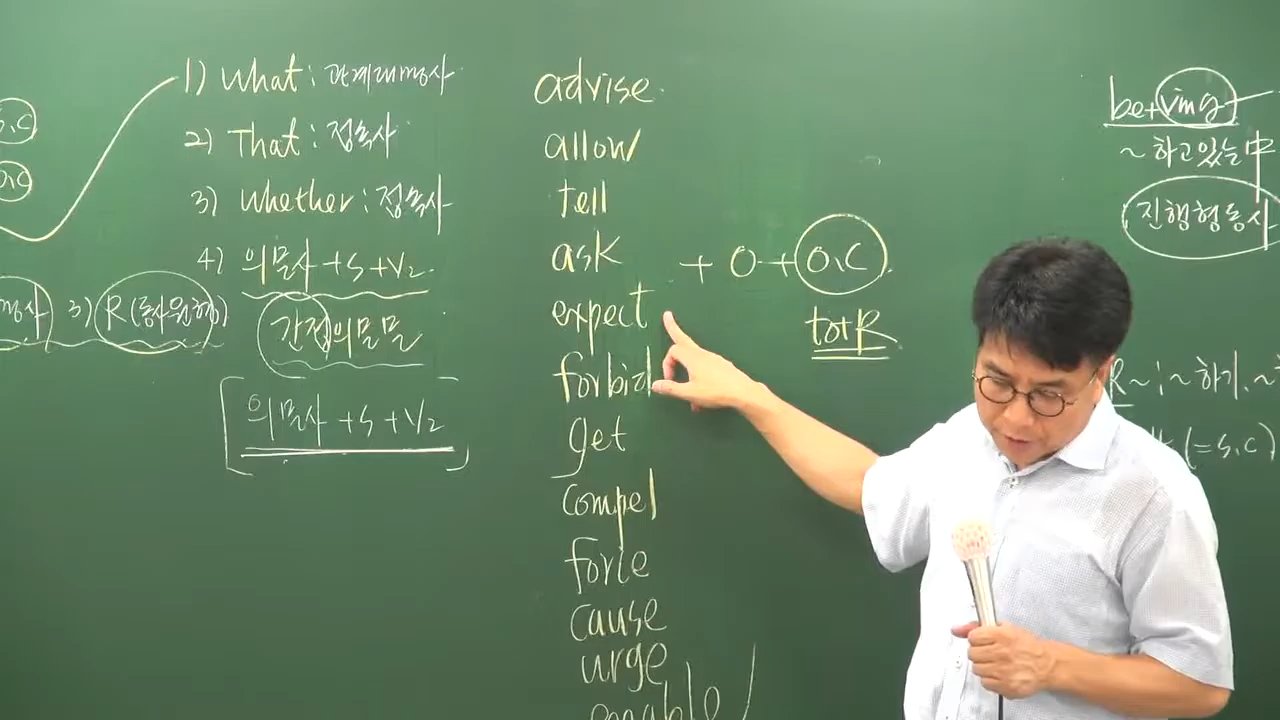 1) What: 관계대명사
2) That: 접속사
3) Whether: 접속사
4) 의문사+S+V2
간접의문문
의문사+S+V2
O.C
3) R(동사원형)
advise
allow
tell
ask
expect
forbid
get
compel
force
cause
urge
enable
+ O + O.C
to+R
be+ving
~하고있는中
진행형동사
R~; ~하기, ~
(=S.C)